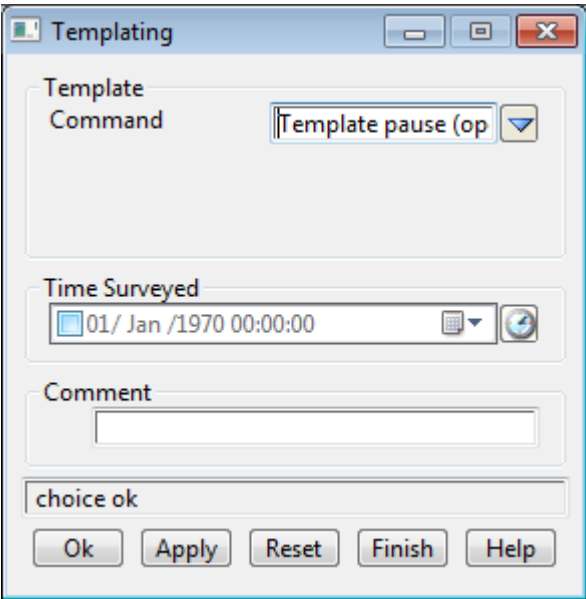 Templating
Template
Command Template pause (op
Time Surveyed
01/ Jan /1970 00:00:00
Comment
choice ok
Ok Apply Reset Finish Help